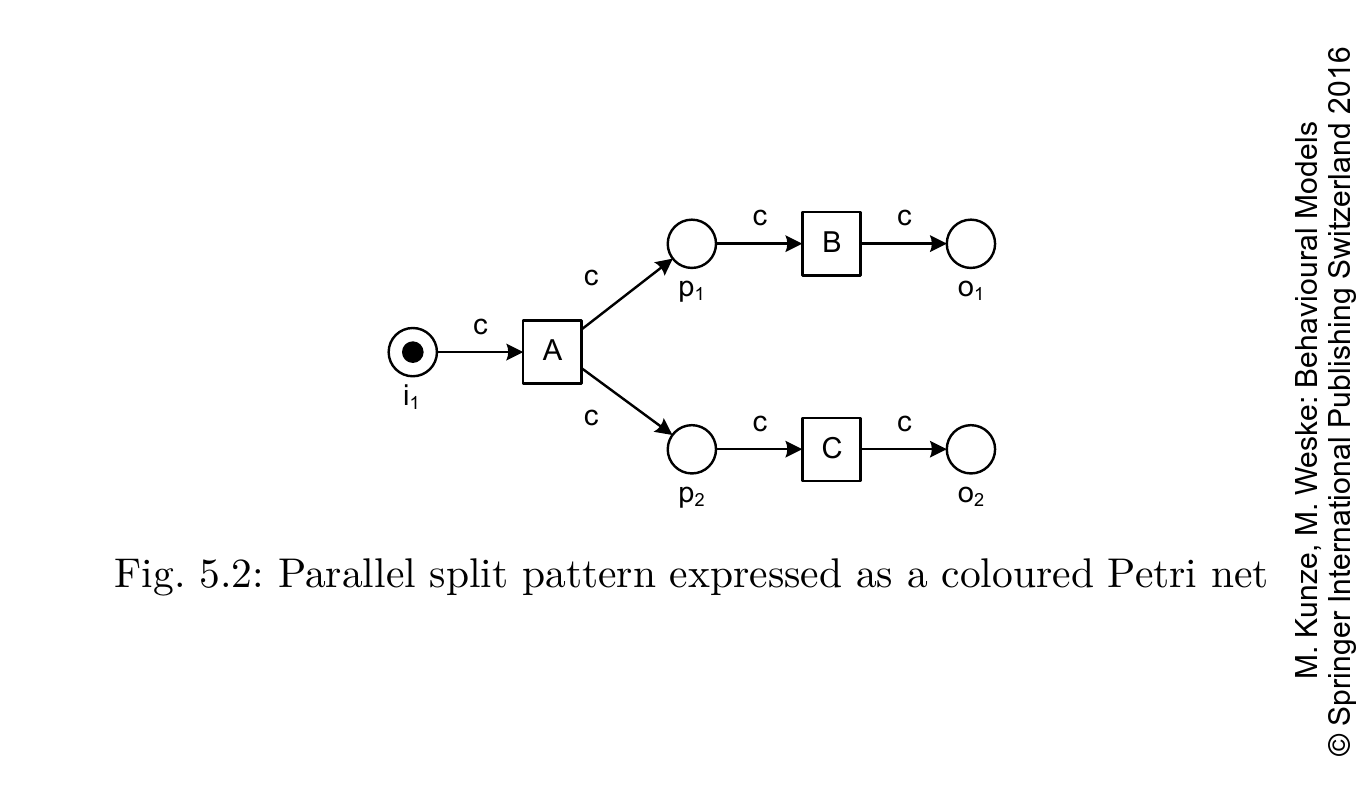 c
c
B
p₁
o₁
c
c
A
i₁
c
c
c
C
p₂
o₂
Fig. 5.2: Parallel split pattern expressed as a coloured Petri net
M. Kunze, M. Weske: Behavioural Models
© Springer International Publishing Switzerland 2016